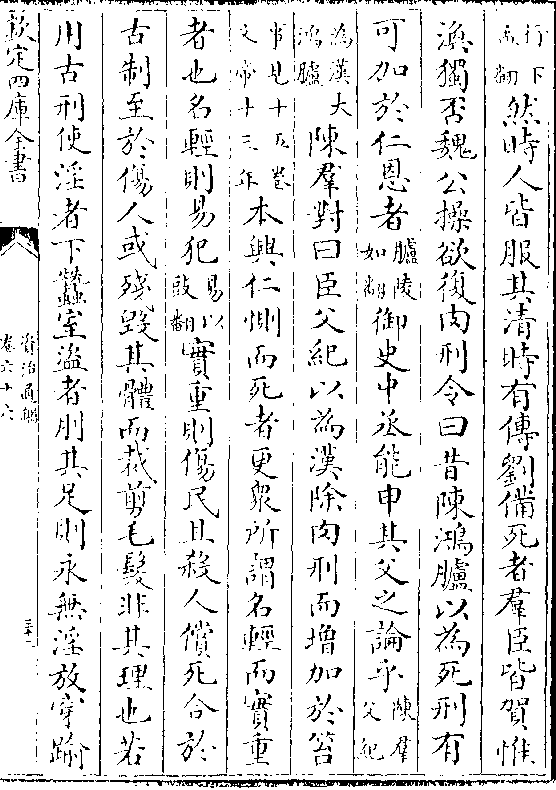 行下孟翻然時人皆服其清時有傳劉備死者羣臣皆賀惟
渙獨否魏公操欲復肉刑令曰昔陳鴻臚以為死刑有
可加於仁恩者臚陵如翻御史中丞能申其父之論乎陳羣父紀
為漢大鴻臚陳羣對曰臣父紀以為漢除肉刑而増加於笞
事見十五卷文帝十三年本興仁惻而死者更衆所謂名輕而實重
者也名輕則易犯易以豉翻實重則傷民且殺人償死合於
古制至於傷人或殘毀其體而裁剪毛髮非其理也若
用古刑使淫者下蠶室盜者刖其足則永無淫放穿踰
欽定四庫全書
資治通鑑
卷六十六